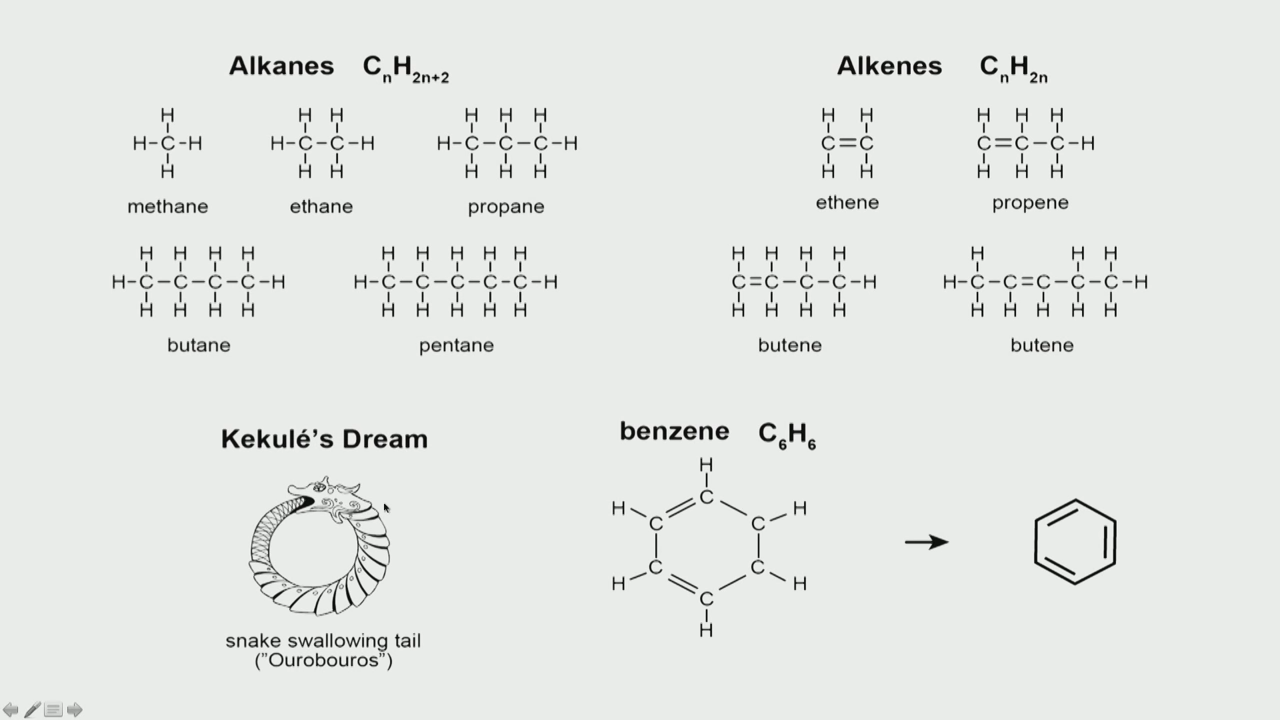 Alkanes CₙH₂ₙ₊₂
H
H-C-H
H
methane
H H
H-C-C-H
H H
ethane
H H H
H-C-C-C-H
H H H
propane
H H H H
H-C-C-C-C-H
H H H H
butane
H H H H H
H-C-C-C-C-C-H
H H H H H
pentane
Alkenes CₙH₂ₙ
H H
C=C
H H
ethene
H H H
C=C-C-H
H H H
propene
H H H H
C=C-C-C-H
H H H H
butene
H H H
H-C-C=C-C-C-H
H H H H H
butene
Kekulé’s Dream
snake swallowing tail
(”Ourobouros”)
benzene C₆H₆
H
H C H
C C
C C
H C H
H